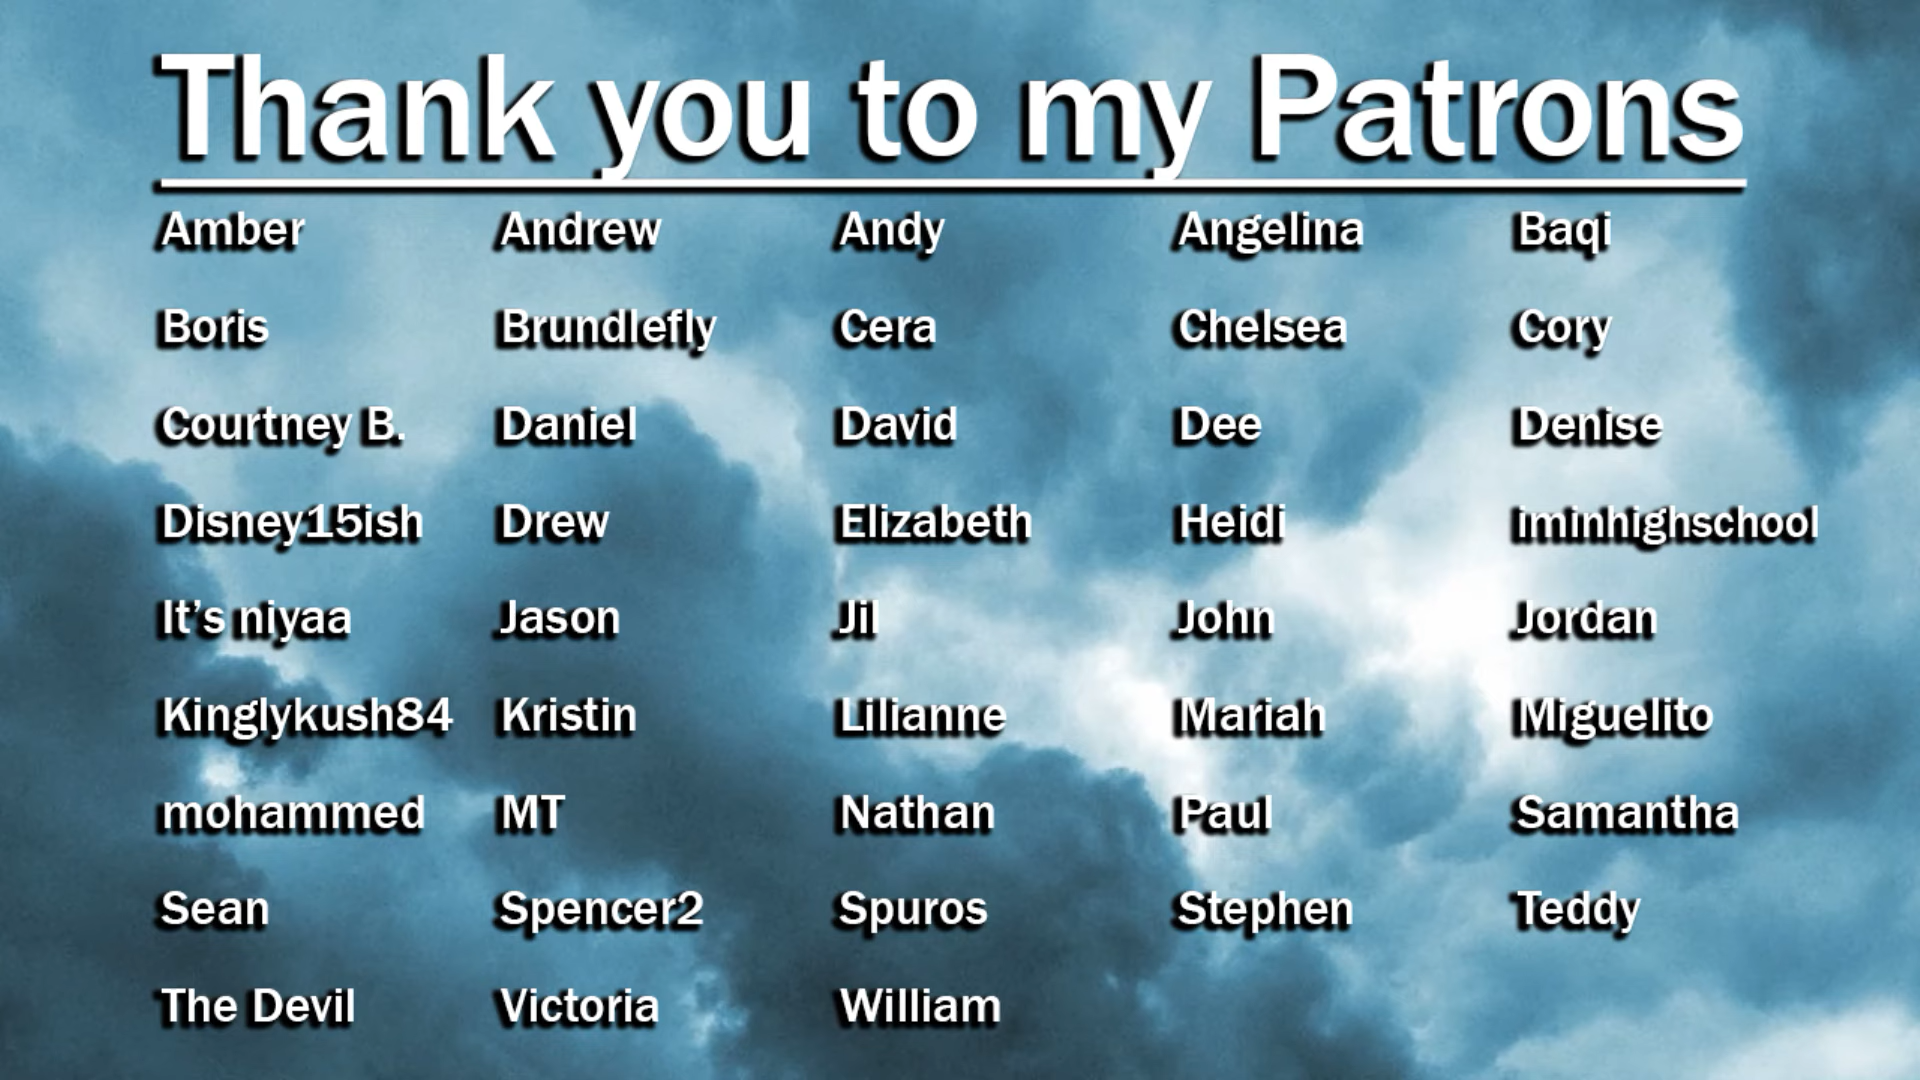 Thank you to my Patrons
Amber Andrew Andy Angelina Baqi
Boris Brundlefly Cera Chelsea Cory
Courtney B. Daniel David Dee Denise
Disney15ish Drew Elizabeth Heidi iminhighschool
It’s niyaa Jason Jil John Jordan
Kinglykush84 Kristin Lilianne Mariah Miguelito
mohammed MT Nathan Paul Samantha
Sean Spencer2 Spuros Stephen Teddy
The Devil Victoria William